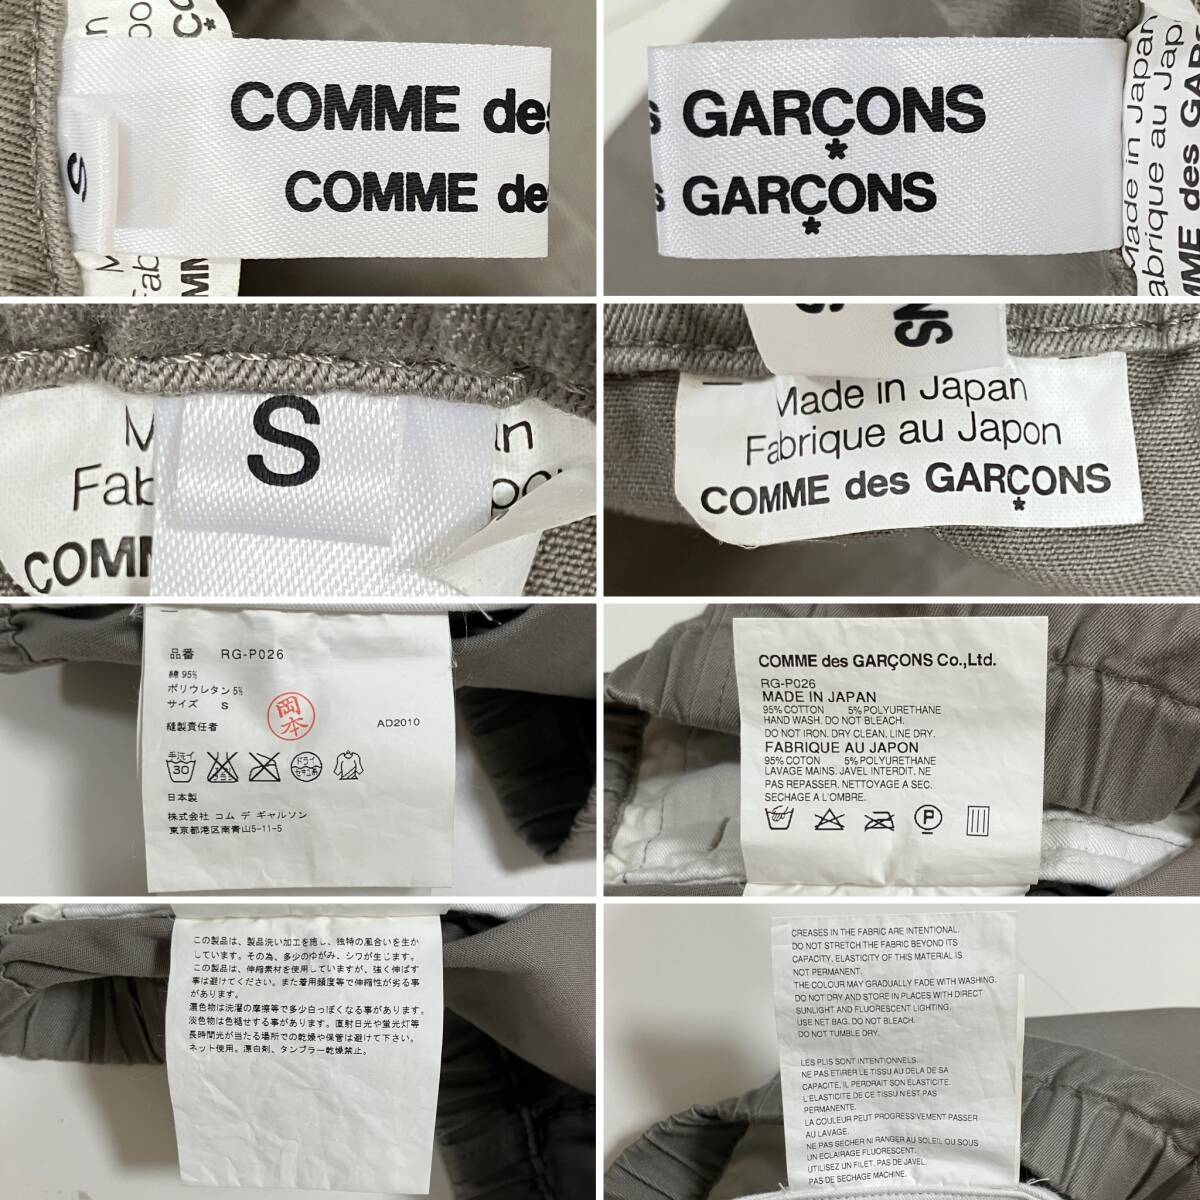 COMME des
COMME de
S
GARÇONS
GARÇONS
Made in Japan
S
Made in Japan
Fabrique au Japon
COMME des GARÇONS
品番 RG-P026
綿 95%
ポリウレタン 5%
サイズ S
縫製責任者
岡本
AD2010
手洗イ
30
ドライ
セキユ系
日本製
株式会社 コム デ ギャルソン
東京都港区南青山5-11-5
COMME des GARÇONS Co.,Ltd.
RG-P026
MADE IN JAPAN
95% COTTON 5% POLYURETHANE
HAND WASH. DO NOT BLEACH.
DO NOT IRON. DRY CLEAN. LINE DRY.
FABRIQUE AU JAPON
95% COTON 5% POLYURETHANE
LAVAGE MAINS. JAVEL INTERDIT. NE
PAS REPASSER. NETTOYAGE A SEC.
SECHAGE A L'OMBRE.
P
この製品は、製品洗い加工を施し、独特の風合いを生か
しています。その為、多少のゆがみ、シワが生じます。
この製品は、伸縮素材を使用していますが、強く伸ばす
事は避けてください。また着用頻度等で伸縮性が劣る事
があります。
濃色物は洗濯の摩擦等で多少白っぽくなる事があります。
淡色物は色褪せする事があります。直射日光や蛍光灯等
長時間光が当たる場所での乾燥や保管は避けて下さい。
ネット使用。漂白剤、タンブラー乾燥禁止。
CREASES IN THE FABRIC ARE INTENTIONAL.
DO NOT STRETCH THE FABRIC BEYOND ITS
CAPACITY. ELASTICITY OF THIS MATERIAL IS
NOT PERMANENT.
THE COLOUR MAY GRADUALLY FADE WITH WASHING.
DO NOT DRY AND STORE IN PLACES WITH DIRECT
SUNLIGHT AND FLUORESCENT LIGHTING.
USE NET BAG. DO NOT BLEACH.
DO NOT TUMBLE DRY.
LES PLIS SONT INTENTIONNELS.
NE PAS ETIRER LE TISSU AU DELA DE SA
CAPACITE, IL PERDRAIT SON ELASTICITE.
L'ELASTICITE DE CE TISSU N'EST PAS
PERMANENTE.
LA COULEUR PEUT PROGRESSIVEMENT PASSER
AU LAVAGE.
NE PAS SECHER NI RANGER AU SOLEIL OU SOUS
UN ECLAIRAGE FLUORESCENT.
UTILISEZ UN FILET. PAS DE JAVEL.
PAS DE SECHAGE MACHINE.